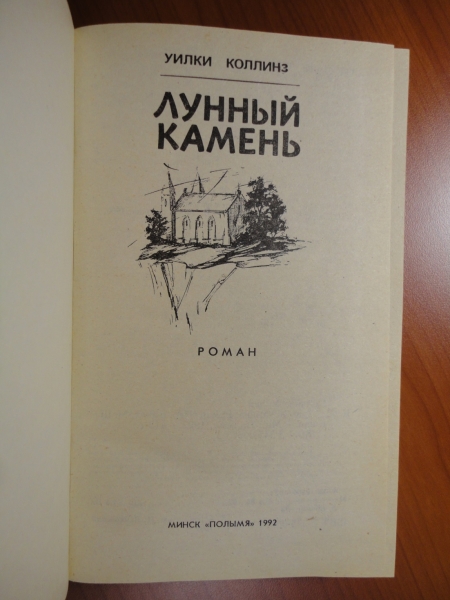 УИЛКИ КОЛЛИНЗ
ЛУННЫЙ
КАМЕНЬ
РОМАН
МИНСК «ПОЛЫМЯ» 1992